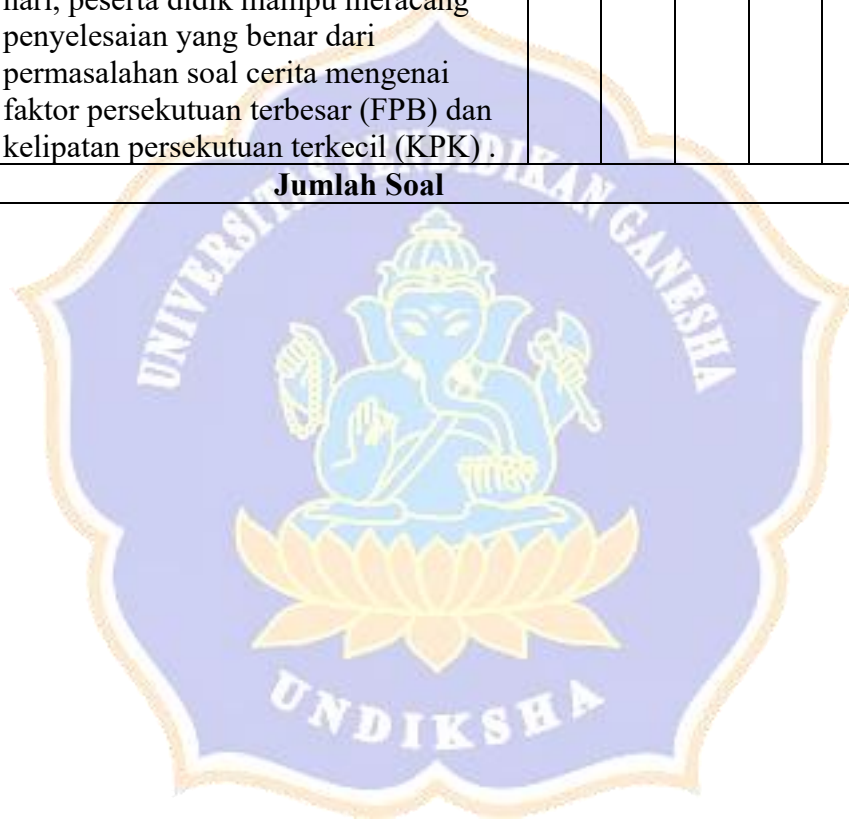 hari, peserta didik mampu meracang
penyelesaian yang benar dari
permasalahan soal cerita mengenai
faktor persekutuan terbesar (FPB) dan
kelipatan persekutuan terkecil (KPK) .
Jumlah Soal
UNIVERSITAS PENDIDIKAN GANESHA
UNDIKSHA